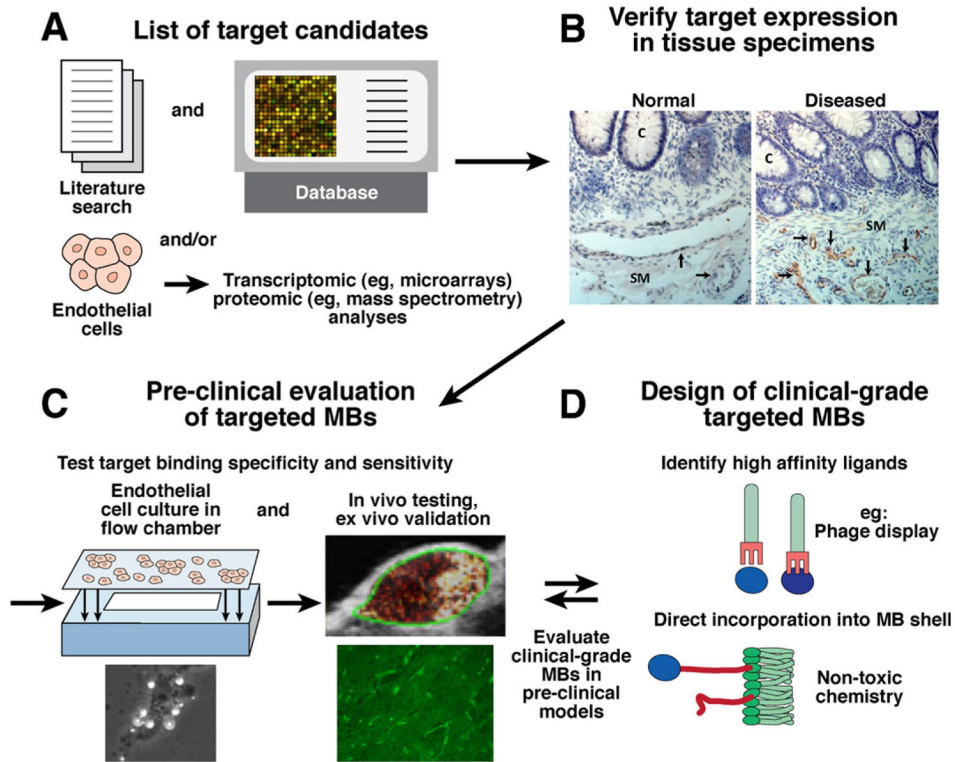 A
List of target candidates
and
Literature
search
Database
and/or
Endothelial
cells
Transcriptomic (eg, microarrays)
proteomic (eg, mass spectrometry)
analyses
B
Verify target expression
in tissue specimens
Normal
Diseased
C
SM
C
SM
C
Pre-clinical evaluation
of targeted MBs
Test target binding specificity and sensitivity
Endothelial
cell culture in
flow chamber
and
In vivo testing,
ex vivo validation
Evaluate
clinical-grade
MBs in
pre-clinical
models
D
Design of clinical-grade
targeted MBs
Identify high affinity ligands
eg:
Phage display
Direct incorporation into MB shell
Non-toxic
chemistry